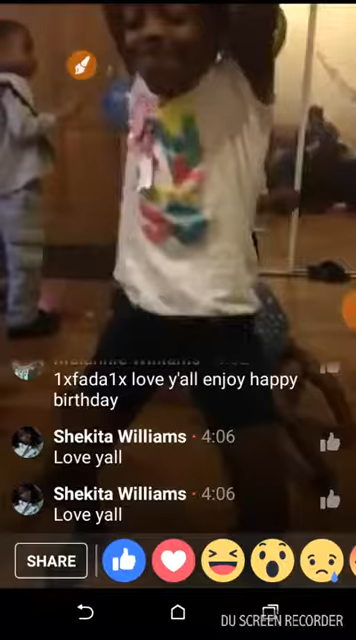 1xfada1x love y'all enjoy happy
birthday
Shekita Williams • 4:06
Love yall
Shekita Williams • 4:06
Love yall
SHARE
DU SCREEN RECORDER